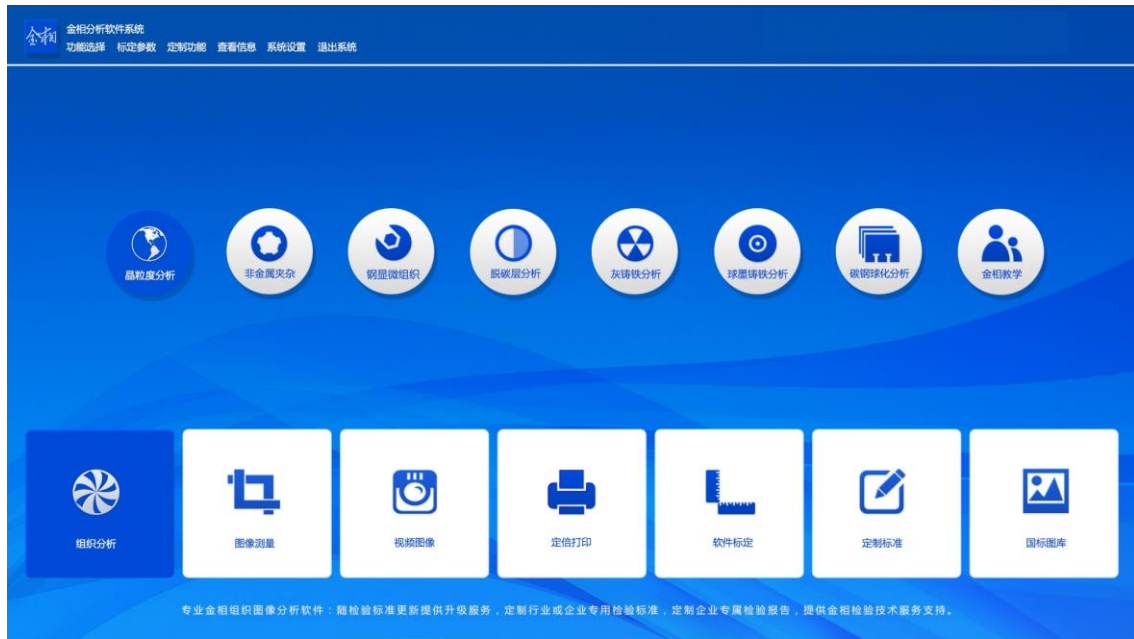 金相
金相分析软件系统
功能选择 标定参数 定制功能 查看信息 系统设置 退出系统
晶粒度分析 非金属夹杂 钢显微组织 脱碳层分析 灰铸铁分析 球墨铸铁分析 碳钢球化分析 金相教学
组织分析 图像测量 视频图像 定倍打印 软件标定 定制标准 国标图库
专业金相组织图像分析软件：随检验标准更新提供升级服务，定制行业或企业专用检验标准，定制企业专属检验报告，提供金相检验技术服务支持。